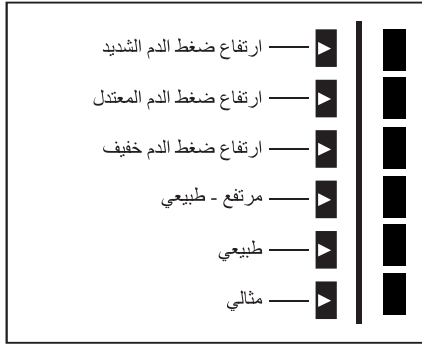 ارتفاع ضغط الدم الشديد
ارتفاع ضغط الدم المعتدل
ارتفاع ضغط الدم خفيف
مرتفع - طبيعي
طبيعي
مثالي